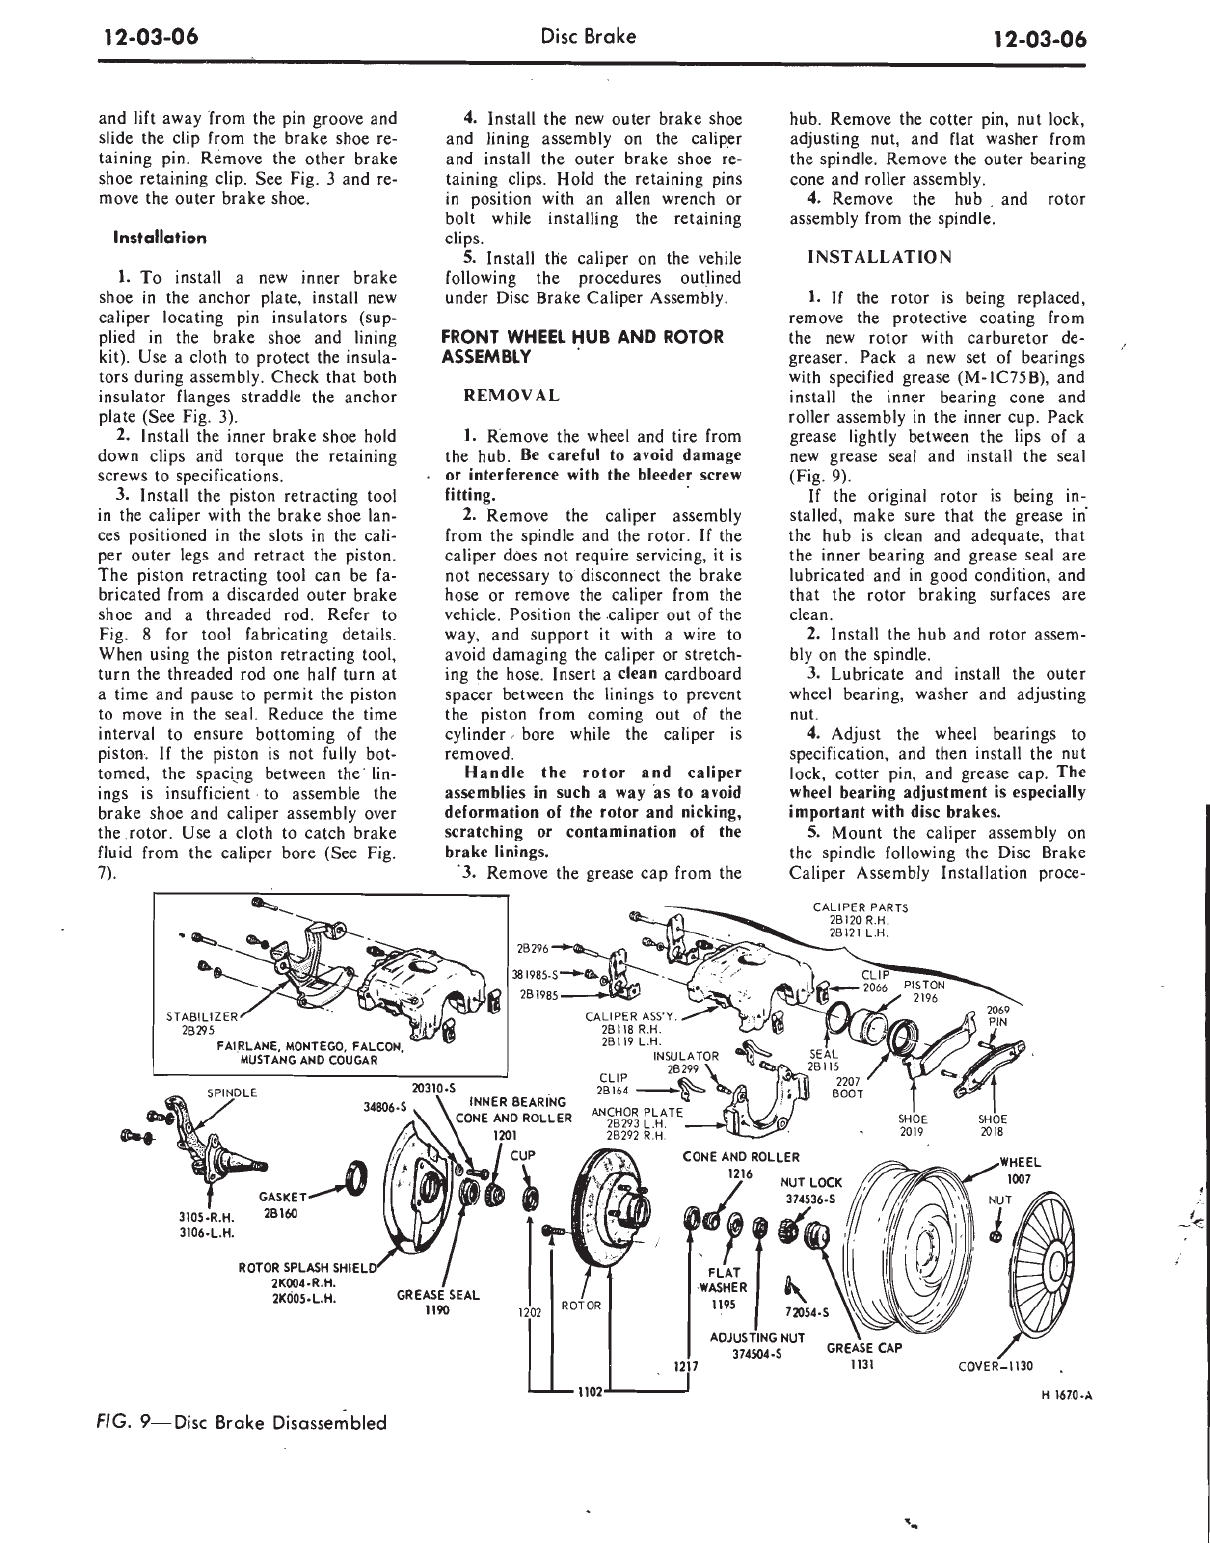 12-03-06
Disc Brake
12-03-06
and lift away from the pin groove and
slide the clip from the brake shoe re-
taining pin. Remove the other brake
shoe retaining clip. See Fig. 3 and re-
move the outer brake shoe.
Installation
1. To install a new inner brake
shoe in the anchor plate, install new
caliper locating pin insulators (sup-
plied in the brake shoe and lining
kit). Use a cloth to protect the insula-
tors during assembly. Check that both
insulator flanges straddle the anchor
plate (See Fig. 3).
2. Install the inner brake shoe hold
down clips and torque the retaining
screws to specifications.
3. Install the piston retracting tool
in the caliper with the brake shoe lan-
ces positioned in the slots in the cali-
per outer legs and retract the piston.
The piston retracting tool can be fa-
bricated from a discarded outer brake
shoe and a threaded rod. Refer to
Fig. 8 for tool fabricating details.
When using the piston retracting tool,
turn the threaded rod one half turn at
a time and pause to permit the piston
to move in the seal. Reduce the time
interval to ensure bottoming of the
piston. If the piston is not fully bot-
tomed, the spacing between the lin-
ings is insufficient to assemble the
brake shoe and caliper assembly over
the rotor. Use a cloth to catch brake
fluid from the caliper bore (See Fig.
7).
4. Install the new outer brake shoe
and lining assembly on the caliper
and install the outer brake shoe re-
taining clips. Hold the retaining pins
in position with an allen wrench or
bolt while installing the retaining
clips.
5. Install the caliper on the vehile
following the procedures outlined
under Disc Brake Caliper Assembly.
FRONT WHEEL HUB AND ROTOR
ASSEMBLY
REMOVAL
1. Remove the wheel and tire from
the hub. Be careful to avoid damage
or interference with the bleeder screw
fitting.
2. Remove the caliper assembly
from the spindle and the rotor. If the
caliper does not require servicing, it is
not necessary to disconnect the brake
hose or remove the caliper from the
vehicle. Position the caliper out of the
way, and support it with a wire to
avoid damaging the caliper or stretch-
ing the hose. Insert a clean cardboard
spacer between the linings to prevent
the piston from coming out of the
cylinder bore while the caliper is
removed.
Handle the rotor and caliper
assemblies in such a way as to avoid
deformation of the rotor and nicking,
scratching or contamination of the
brake linings.
3. Remove the grease cap from the
hub. Remove the cotter pin, nut lock,
adjusting nut, and flat washer from
the spindle. Remove the outer bearing
cone and roller assembly.
4. Remove the hub and rotor
assembly from the spindle.
INSTALLATION
1. If the rotor is being replaced,
remove the protective coating from
the new rotor with carburetor de-
greaser. Pack a new set of bearings
with specified grease (M-1C75B), and
install the inner bearing cone and
roller assembly in the inner cup. Pack
grease lightly between the lips of a
new grease seal and install the seal
(Fig. 9).
If the original rotor is being in-
stalled, make sure that the grease in
the hub is clean and adequate, that
the inner bearing and grease seal are
lubricated and in good condition, and
that the rotor braking surfaces are
clean.
2. Install the hub and rotor assem-
bly on the spindle.
3. Lubricate and install the outer
wheel bearing, washer and adjusting
nut.
4. Adjust the wheel bearings to
specification, and then install the nut
lock, cotter pin, and grease cap. The
wheel bearing adjustment is especially
important with disc brakes.
5. Mount the caliper assembly on
the spindle following the Disc Brake
Caliper Assembly Installation proce-
STABILIZER
2B295
FAIRLANE, MONTEGO, FALCON,
MUSTANG AND COUGAR
2B296
381985-S
2B1985
CALIPER ASS'Y.
2B118 R.H.
2B119 L.H.
CALIPER PARTS
2B120 R.H.
2B121 L.H.
CLIP
2066
PISTON
2196
2069
PIN
INSULATOR
2B299
CLIP
2B164
SEAL
2B115
2207
BOOT
ANCHOR PLATE
2B293 L.H.
2B292 R.H.
SHOE
2019
SHOE
2018
SPINDLE
34806-S
20310-S
INNER BEARING
CONE AND ROLLER
1201
CUP
GASKET
2B160
3105-R.H.
3106-L.H.
ROTOR SPLASH SHIELD
2K004-R.H.
2K005-L.H.
GREASE SEAL
1190
1202
ROTOR
1102
CONE AND ROLLER
1216
NUT LOCK
374536-S
FLAT
WASHER
1195
72054-S
ADJUSTING NUT
374504-S
1217
GREASE CAP
1131
WHEEL
1007
NUT
COVER-1130
H 1670-A
FIG. 9—Disc Brake Disassembled